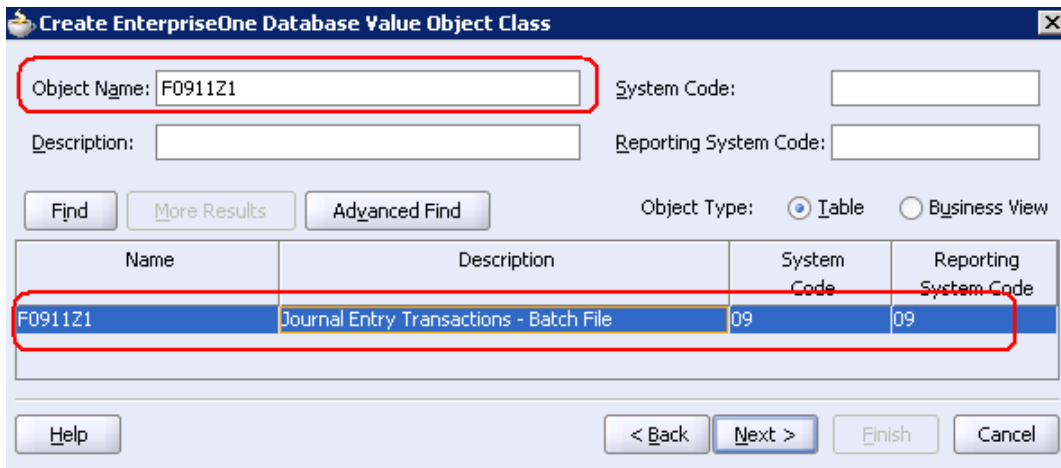 Create EnterpriseOne Database Value Object Class
Object Name: F0911Z1 System Code:
Description: Reporting System Code:
Find More Results Advanced Find Object Type: Table Business View
Name Description System Code Reporting System Code
F0911Z1 Journal Entry Transactions - Batch File 09 09
Help < Back Next > Finish Cancel